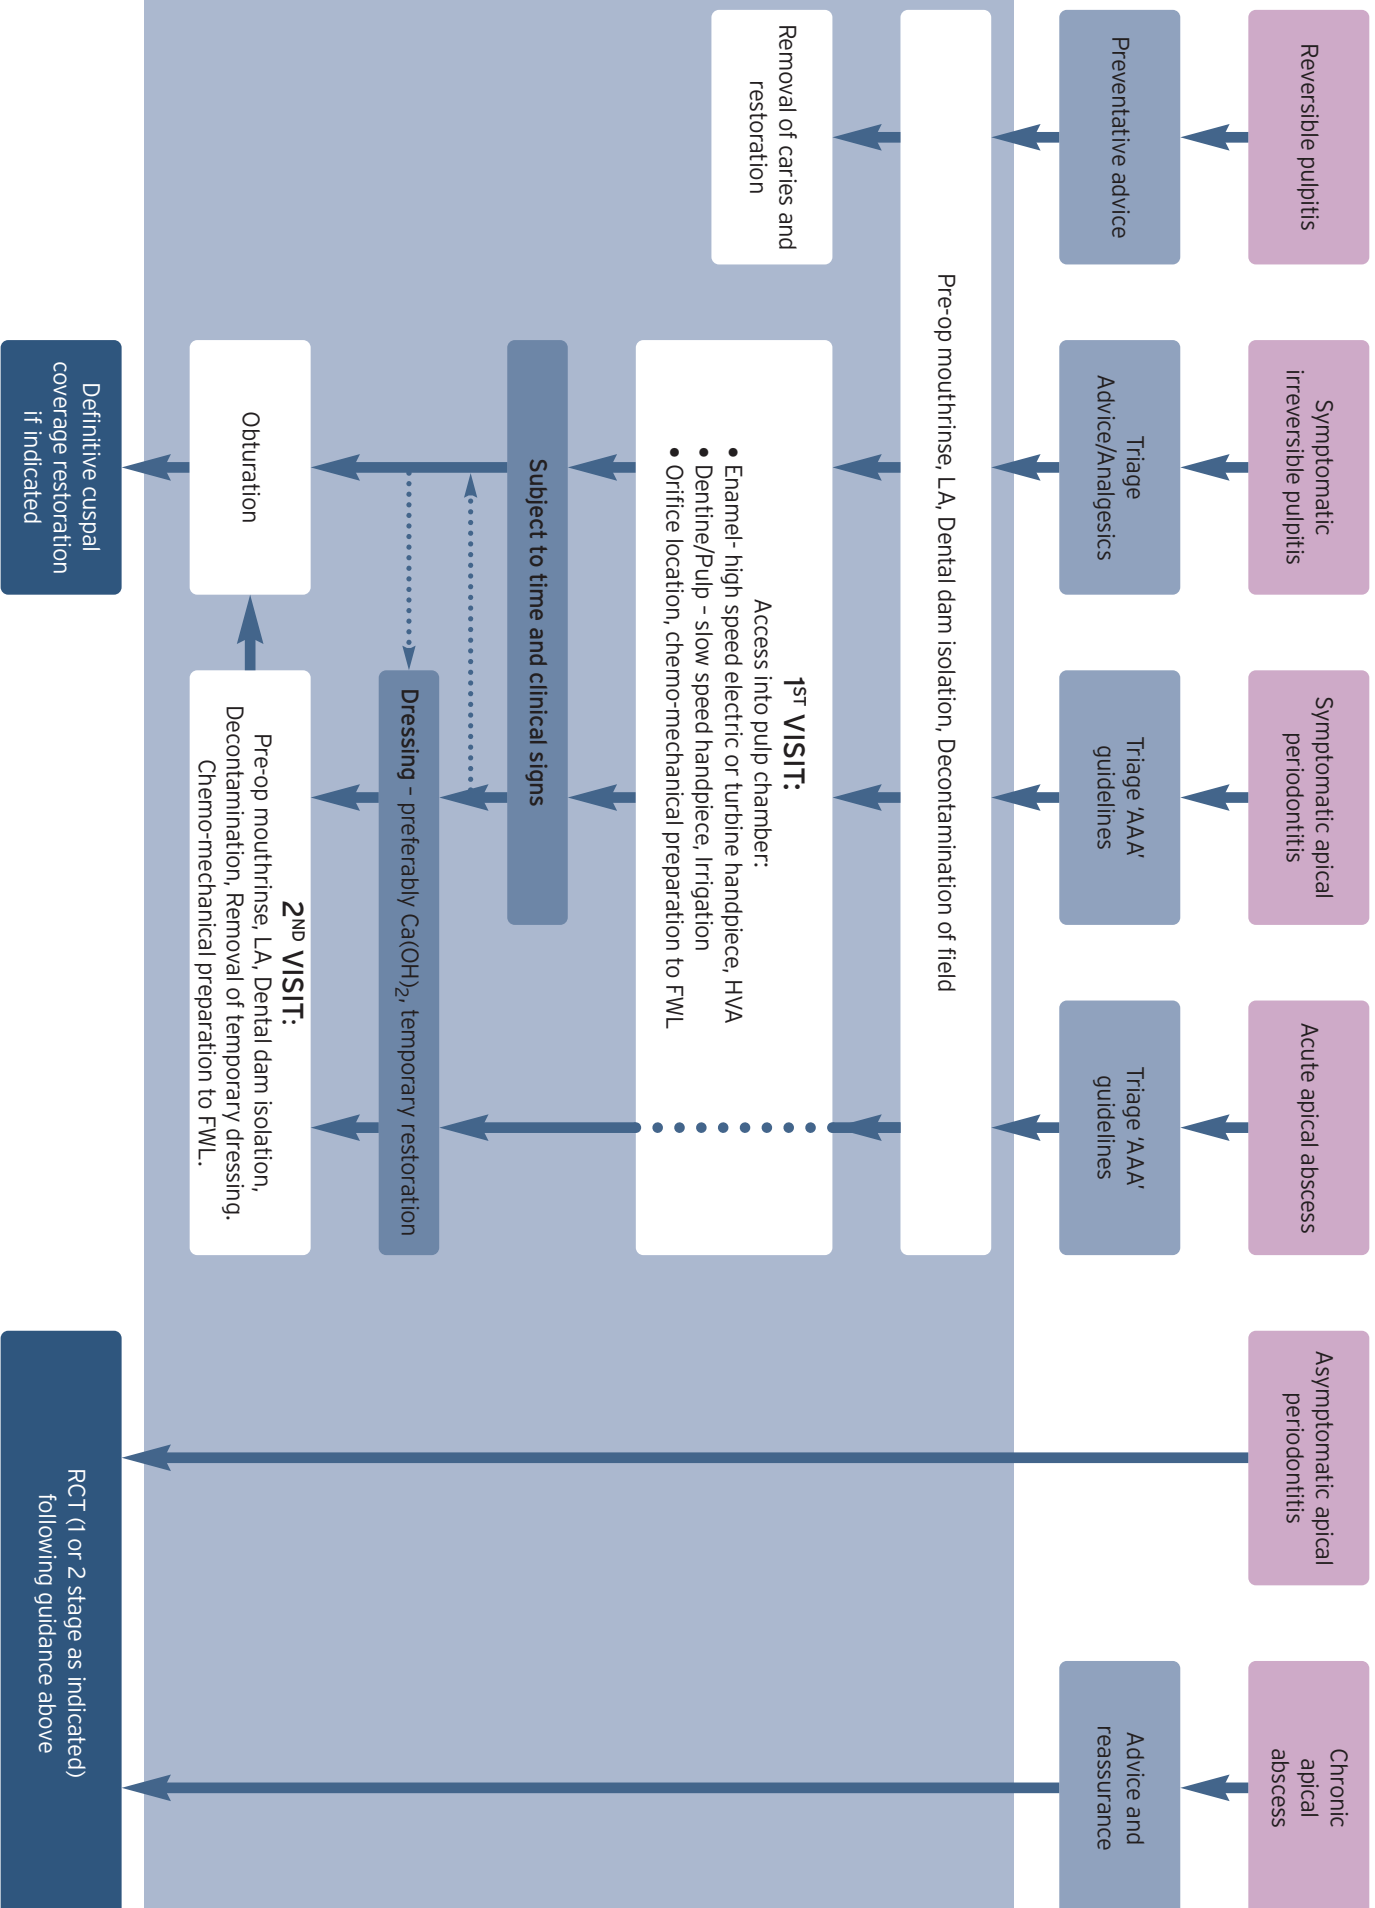 Reversible pulpitis
Symptomatic
irreversible pulpitis
Symptomatic apical
periodontitis
Acute apical abscess
Asymptomatic apical
periodontitis
Chronic
apical
abscess
Preventative advice
Triage
Advice/Analgesics
Triage ‘AAA’
guidelines
Triage ‘AAA’
guidelines
Advice and
reassurance
Pre-op mouthrinse, LA, Dental dam isolation, Decontamination of field
Removal of caries and
restoration
1ST VISIT:
Access into pulp chamber:
• Enamel- high speed electric or turbine handpiece, HVA
• Dentine/Pulp – slow speed handpiece, Irrigation
• Orifice location, chemo-mechanical preparation to FWL
Subject to time and clinical signs
Dressing – preferably Ca(OH)2, temporary restoration
Obturation
2ND VISIT:
Pre-op mouthrinse, LA, Dental dam isolation,
Decontamination, Removal of temporary dressing.
Chemo-mechanical preparation to FWL.
Definitive cuspal
coverage restoration
if indicated
RCT (1 or 2 stage as indicated)
following guidance above